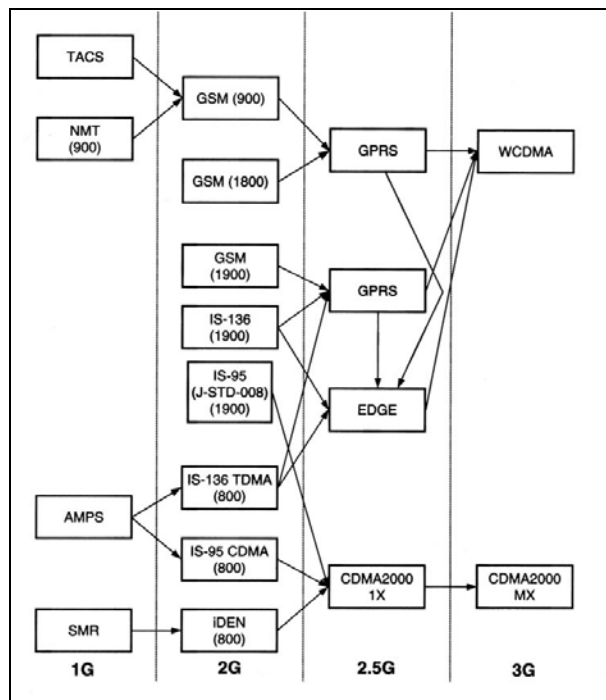 TACS
NMT
(900)
AMPS
SMR
1G
GSM (900)
GSM (1800)
GSM
(1900)
IS-136
(1900)
IS-95
(J-STD-008)
(1900)
IS-136 TDMA
(800)
IS-95 CDMA
(800)
iDEN
(800)
2G
GPRS
GPRS
EDGE
CDMA2000
1X
2.5G
WCDMA
CDMA2000
MX
3G